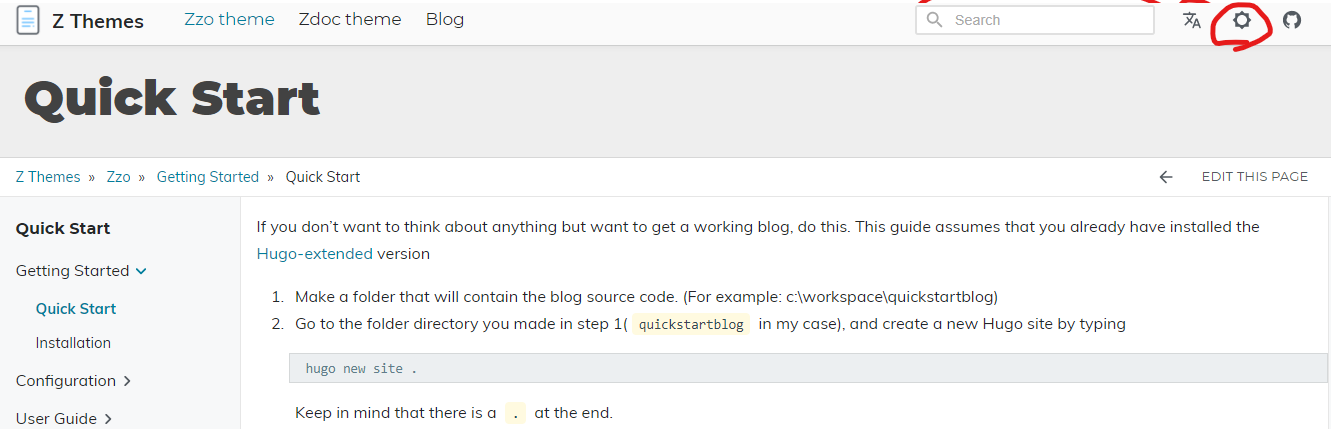 Z Themes Zzo theme Zdoc theme Blog Search
Quick Start
Z Themes » Zzo » Getting Started » Quick Start EDIT THIS PAGE
Quick Start
Getting Started
Quick Start
Installation
Configuration
User Guide
If you don’t want to think about anything but want to get a working blog, do this. This guide assumes that you already have installed the
Hugo-extended version
1. Make a folder that will contain the blog source code. (For example: c:\workspace\quickstartblog)
2. Go to the folder directory you made in step 1( quickstartblog in my case), and create a new Hugo site by typing
hugo new site .
Keep in mind that there is a . at the end.